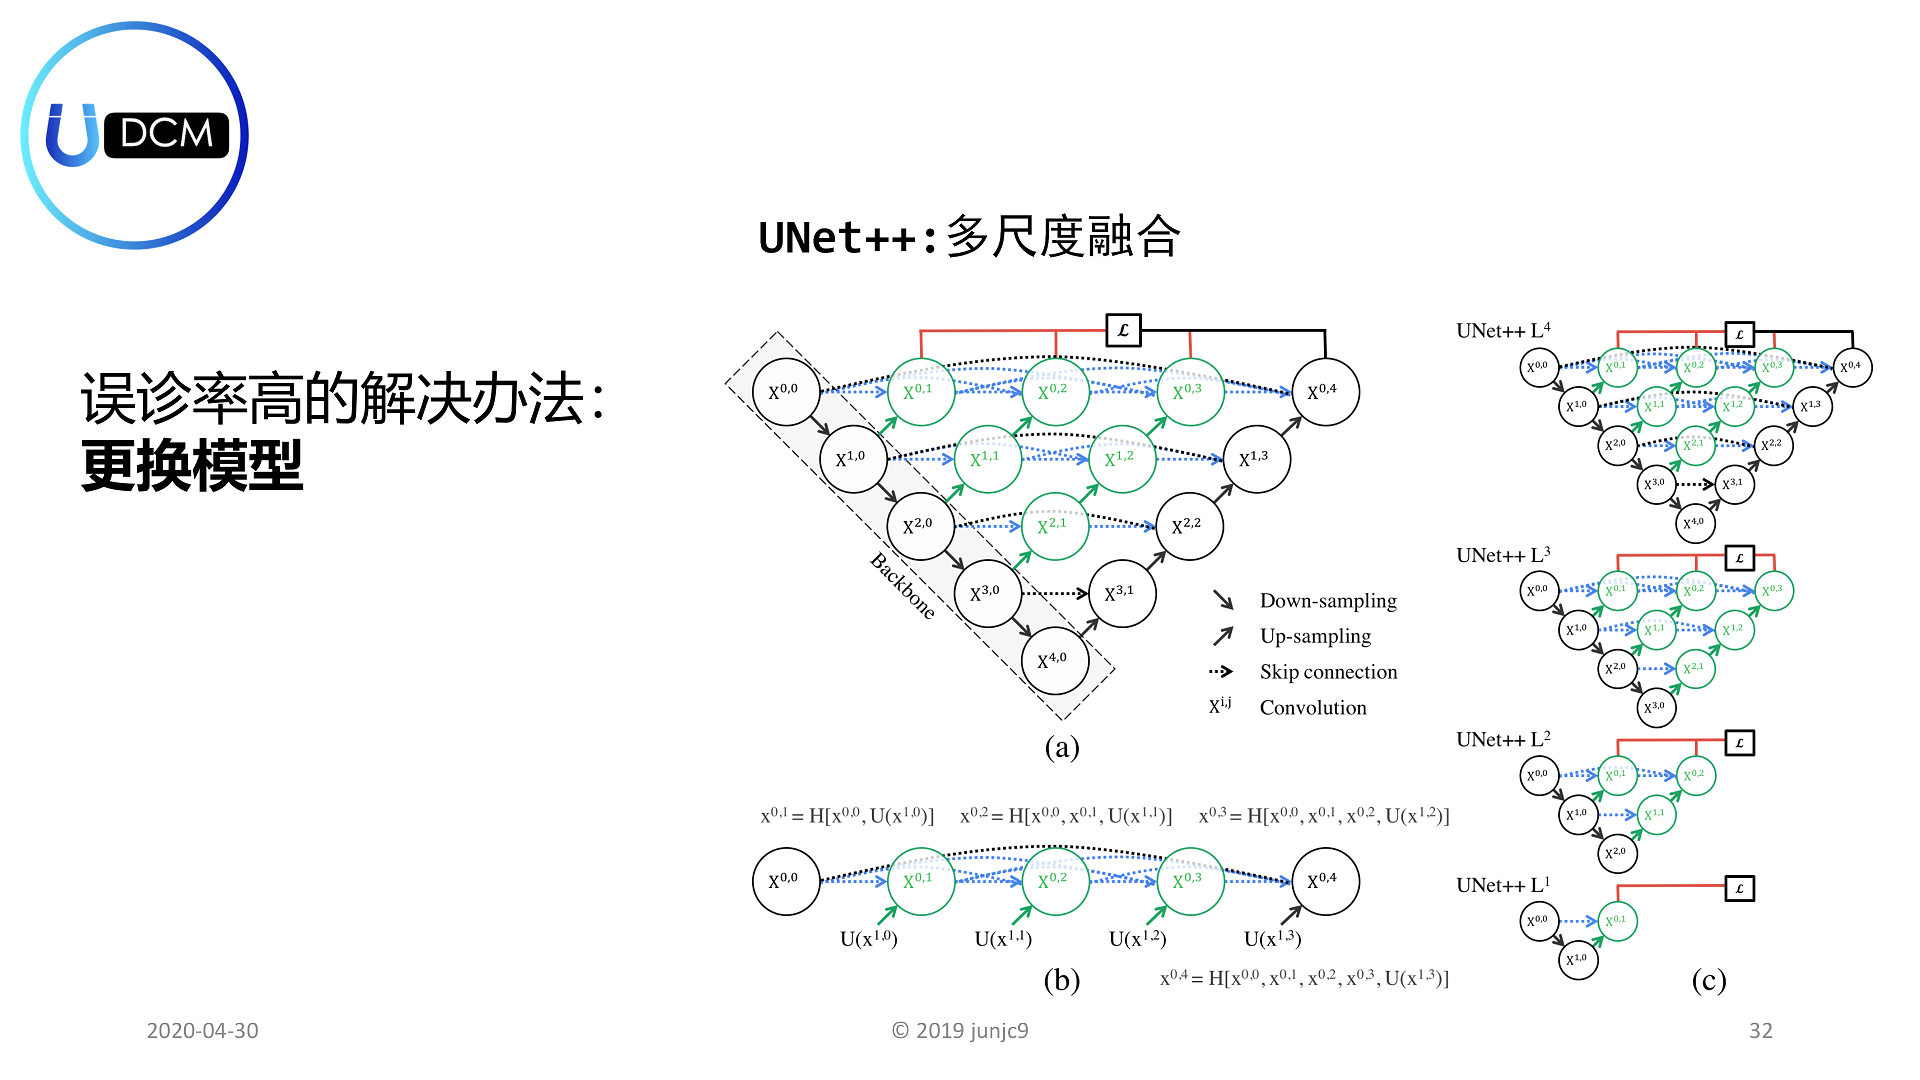 DCM
UNet++:多尺度融合
误诊率高的解决办法：
更换模型
ℒ
X^0,0 X^0,1 X^0,2 X^0,3 X^0,4
X^1,0 X^1,1 X^1,2 X^1,3
X^2,0 X^2,1 X^2,2
X^3,0 X^3,1
X^4,0
Backbone
Down-sampling
Up-sampling
Skip connection
X^i,j Convolution
(a)
x^0,1 = H[x^0,0, U(x^1,0)] x^0,2 = H[x^0,0, x^0,1, U(x^1,1)] x^0,3 = H[x^0,0, x^0,1, x^0,2, U(x^1,2)]
X^0,0 X^0,1 X^0,2 X^0,3 X^0,4
U(x^1,0) U(x^1,1) U(x^1,2) U(x^1,3)
(b)
x^0,4 = H[x^0,0, x^0,1, x^0,2, x^0,3, U(x^1,3)]
UNet++ L^4
ℒ
X^0,0 X^0,1 X^0,2 X^0,3 X^0,4
X^1,0 X^1,1 X^1,2 X^1,3
X^2,0 X^2,1 X^2,2
X^3,0 X^3,1
X^4,0
UNet++ L^3
ℒ
X^0,0 X^0,1 X^0,2 X^0,3
X^1,0 X^1,1 X^1,2
X^2,0 X^2,1
X^3,0
UNet++ L^2
ℒ
X^0,0 X^0,1 X^0,2
X^1,0 X^1,1
X^2,0
UNet++ L^1
ℒ
X^0,0 X^0,1
X^1,0
(c)
2020-04-30
© 2019 junjc9
32